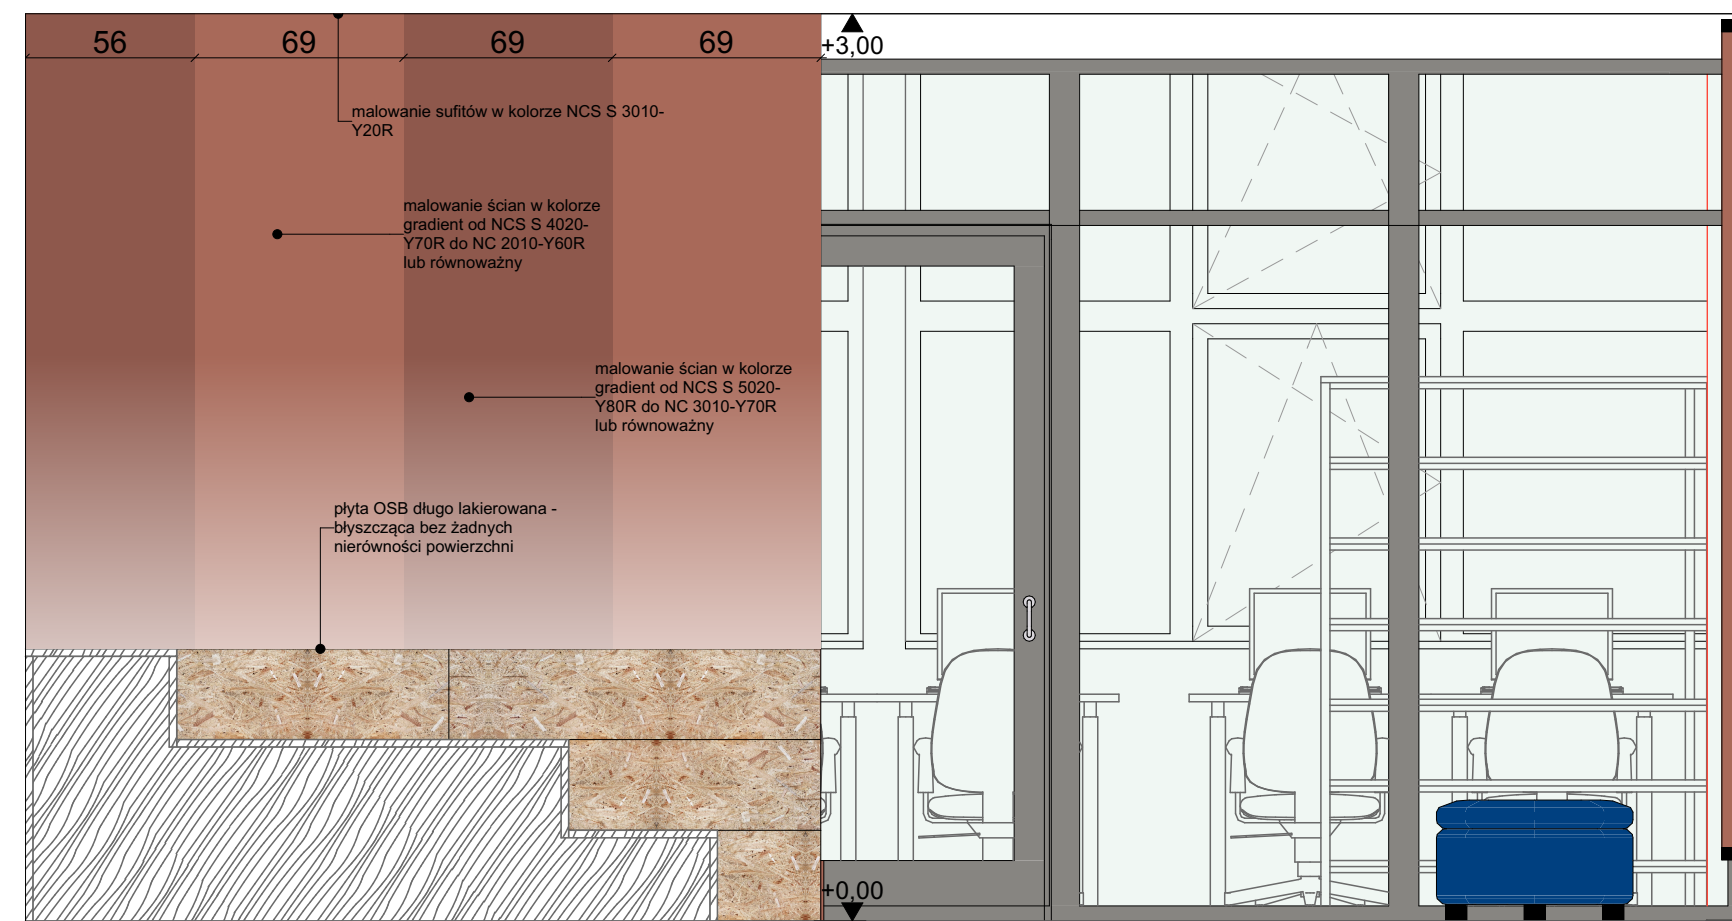 56 69 69 69
+3,00
malowanie sufitów w kolorze NCS S 3010-
Y20R
malowanie ścian w kolorze
gradient od NCS S 4020-
Y70R do NC 2010-Y60R
lub równoważny
malowanie ścian w kolorze
gradient od NCS S 5020-
Y80R do NC 3010-Y70R
lub równoważny
płyta OSB długo lakierowana -
błyszcząca bez żadnych
nierówności powierzchni
+0,00